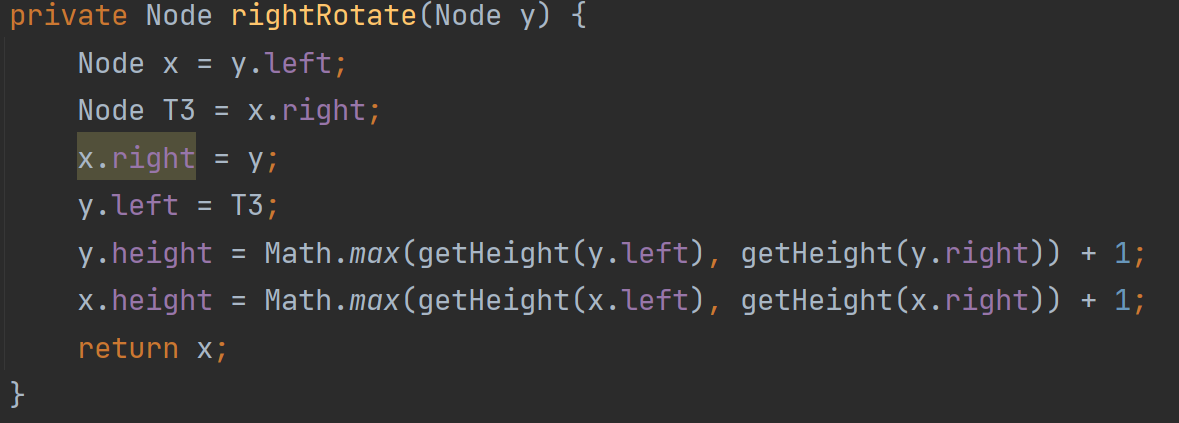 private Node rightRotate(Node y) {
    Node x = y.left;
    Node T3 = x.right;
    x.right = y;
    y.left = T3;
    y.height = Math.max(getHeight(y.left), getHeight(y.right)) + 1;
    x.height = Math.max(getHeight(x.left), getHeight(x.right)) + 1;
    return x;
}